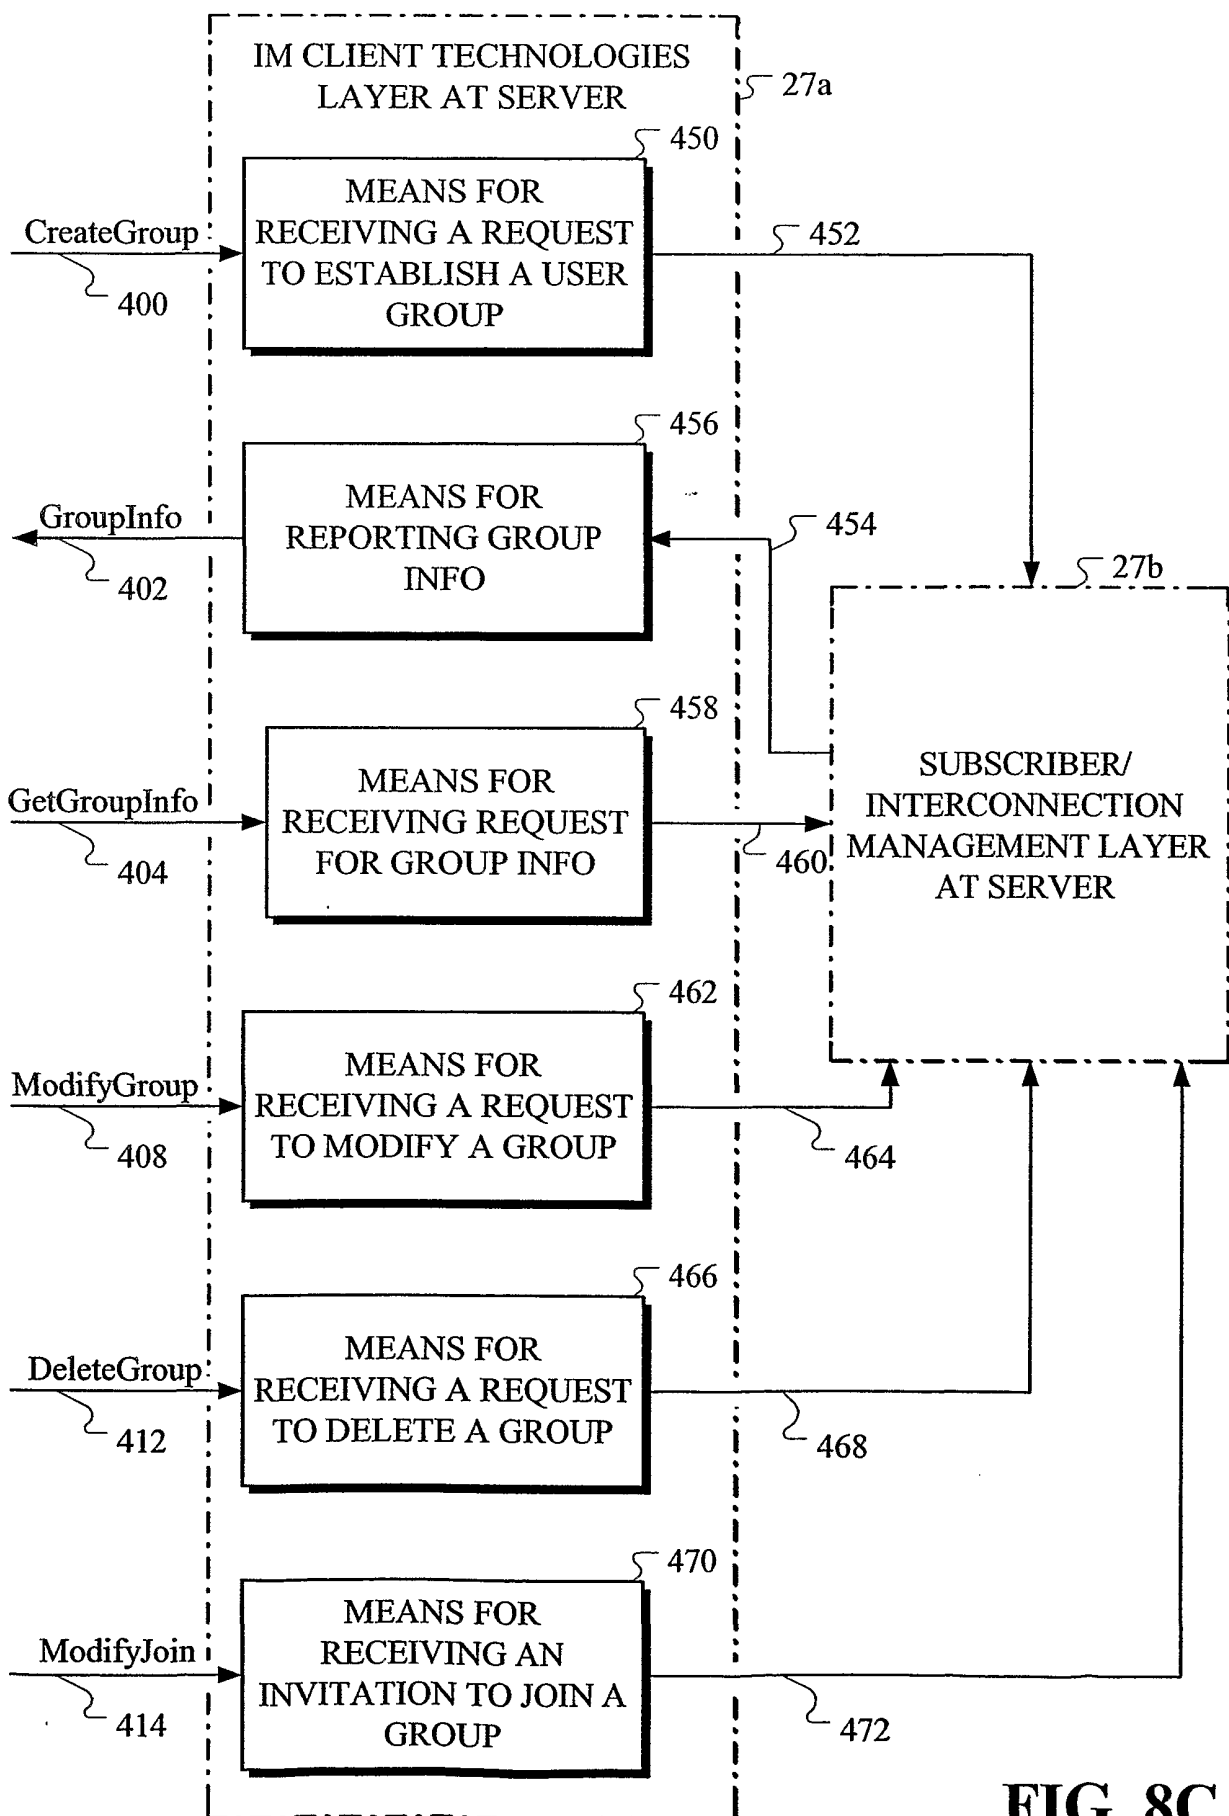 IM CLIENT TECHNOLOGIES
LAYER AT SERVER
27a
450
MEANS FOR
RECEIVING A REQUEST
TO ESTABLISH A USER
GROUP
CreateGroup
400
452
456
MEANS FOR
REPORTING GROUP
INFO
GroupInfo
402
454
27b
SUBSCRIBER/
INTERCONNECTION
MANAGEMENT LAYER
AT SERVER
458
MEANS FOR
RECEIVING REQUEST
FOR GROUP INFO
GetGroupInfo
404
460
462
MEANS FOR
RECEIVING A REQUEST
TO MODIFY A GROUP
ModifyGroup
408
464
466
MEANS FOR
RECEIVING A REQUEST
TO DELETE A GROUP
DeleteGroup
412
468
470
MEANS FOR
RECEIVING AN
INVITATION TO JOIN A
GROUP
ModifyJoin
414
472
FIG. 8C